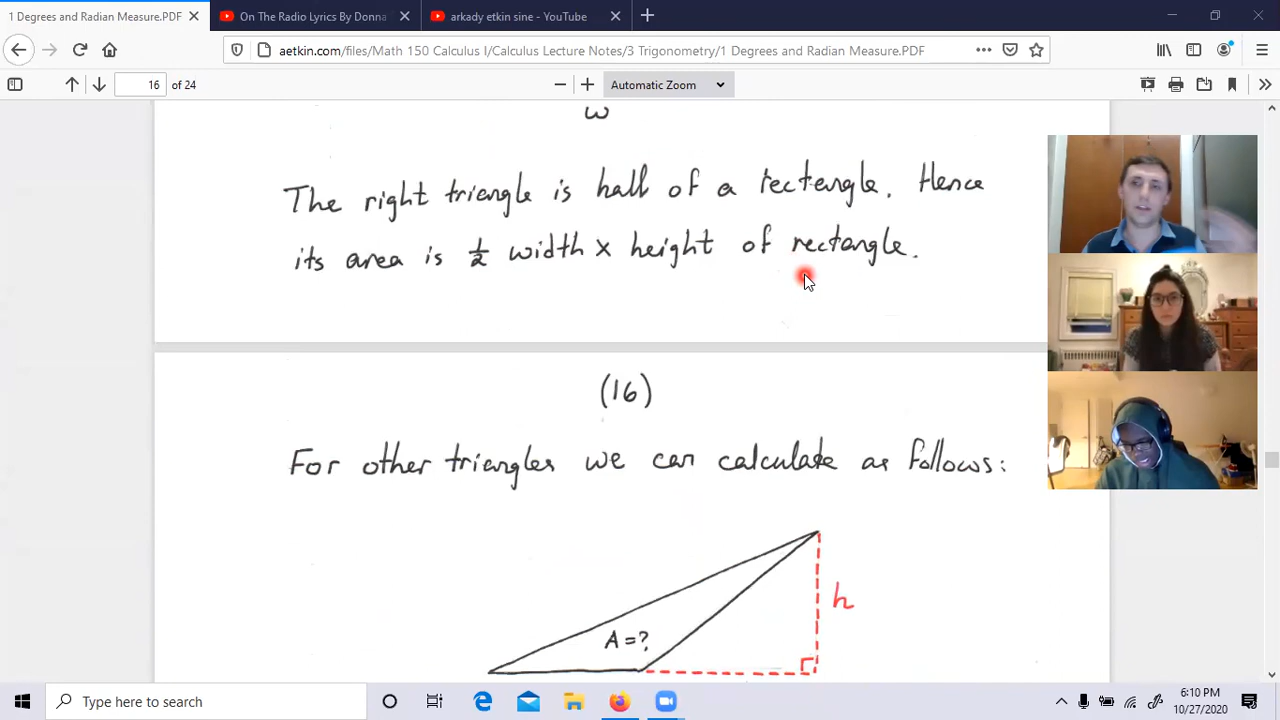 1 Degrees and Radian Measure.PDF
On The Radio Lyrics By Donna
arkady etkin sine - YouTube
aetkin.com/files/Math 150 Calculus I/Calculus Lecture Notes/3 Trigonometry/1 Degrees and Radian Measure.PDF
16 of 24
Automatic Zoom
w
The right triangle is half of a rectangle. Hence
its area is 1/2 width x height of rectangle.
(16)
For other triangles we can calculate as follows:
h
A=?
Type here to search
6:10 PM
10/27/2020